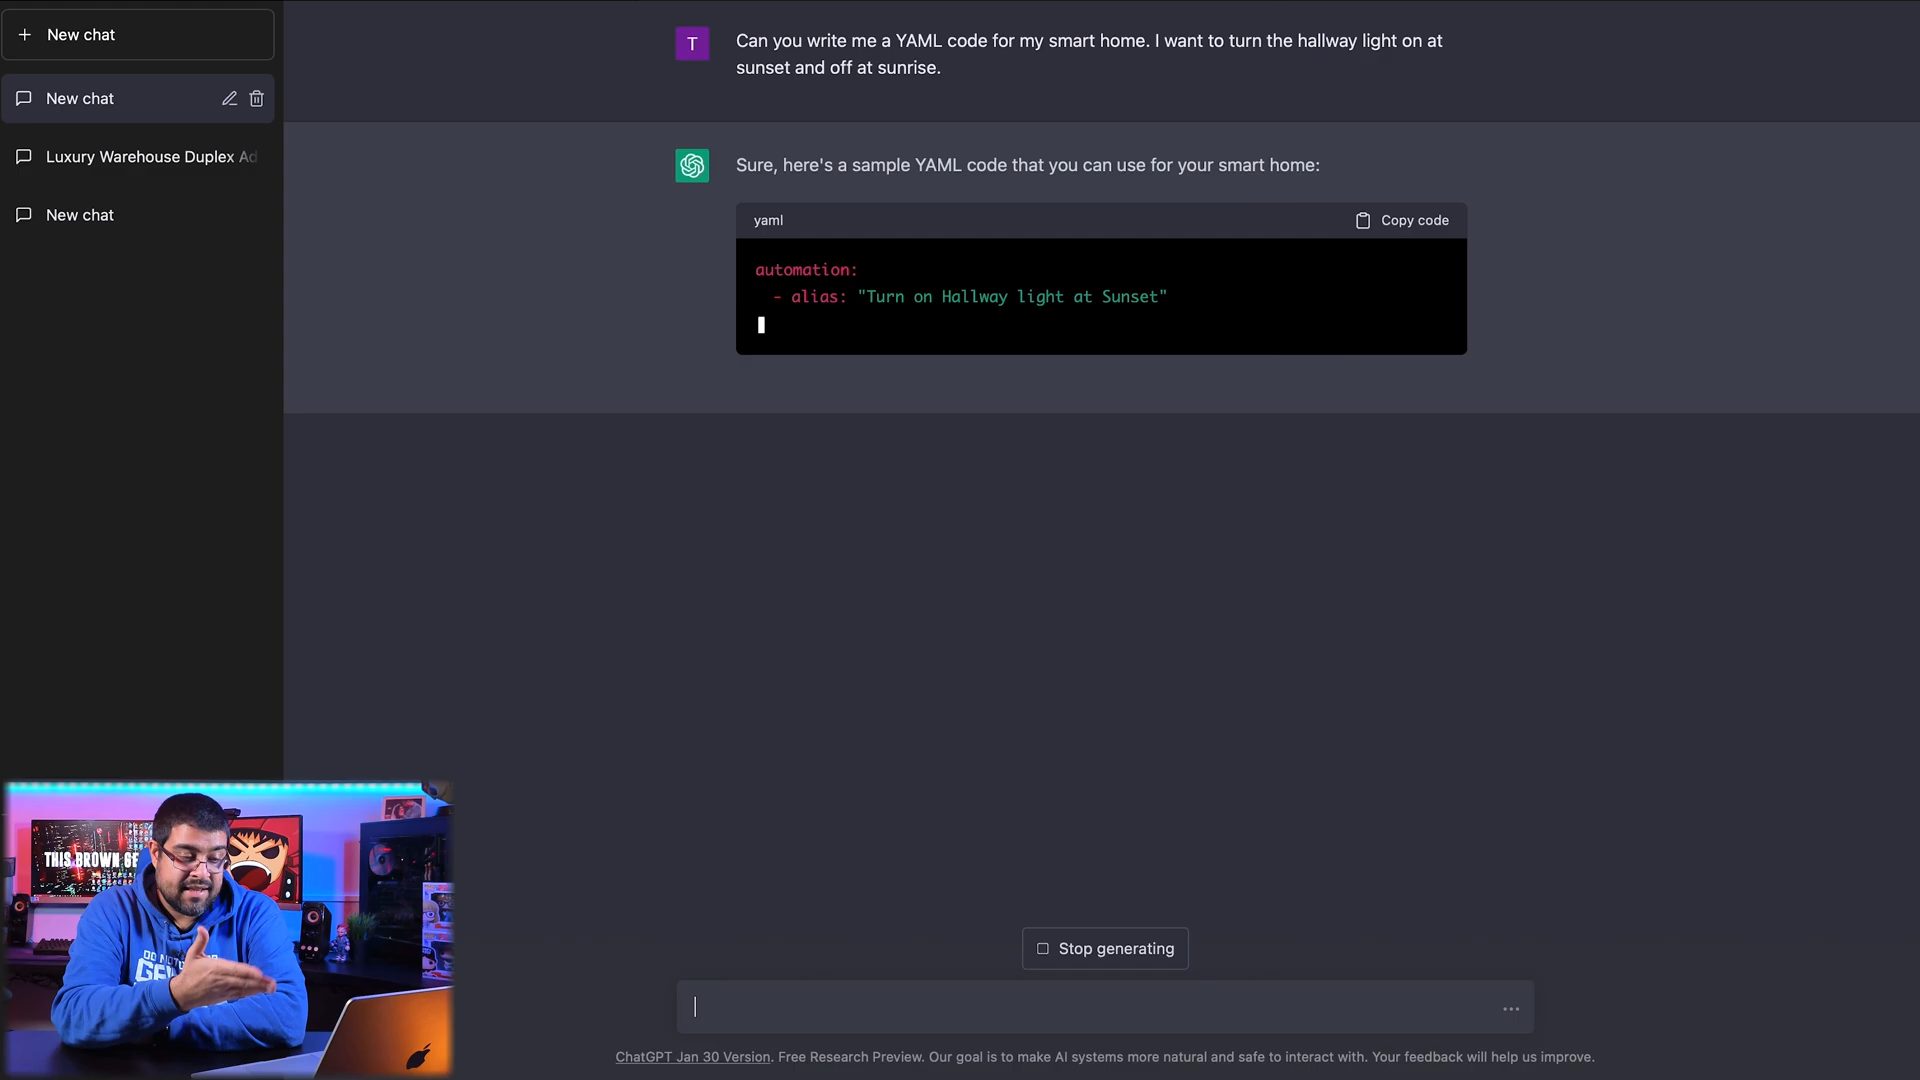 New chat
New chat
Luxury Warehouse Duplex Ad
New chat
T
Can you write me a YAML code for my smart home. I want to turn the hallway light on at
sunset and off at sunrise.
Sure, here's a sample YAML code that you can use for your smart home:
yaml
Copy code
automation:
- alias: "Turn on Hallway light at Sunset"
Stop generating
ChatGPT Jan 30 Version. Free Research Preview. Our goal is to make AI systems more natural and safe to interact with. Your feedback will help us improve.
THIS BROWN GE